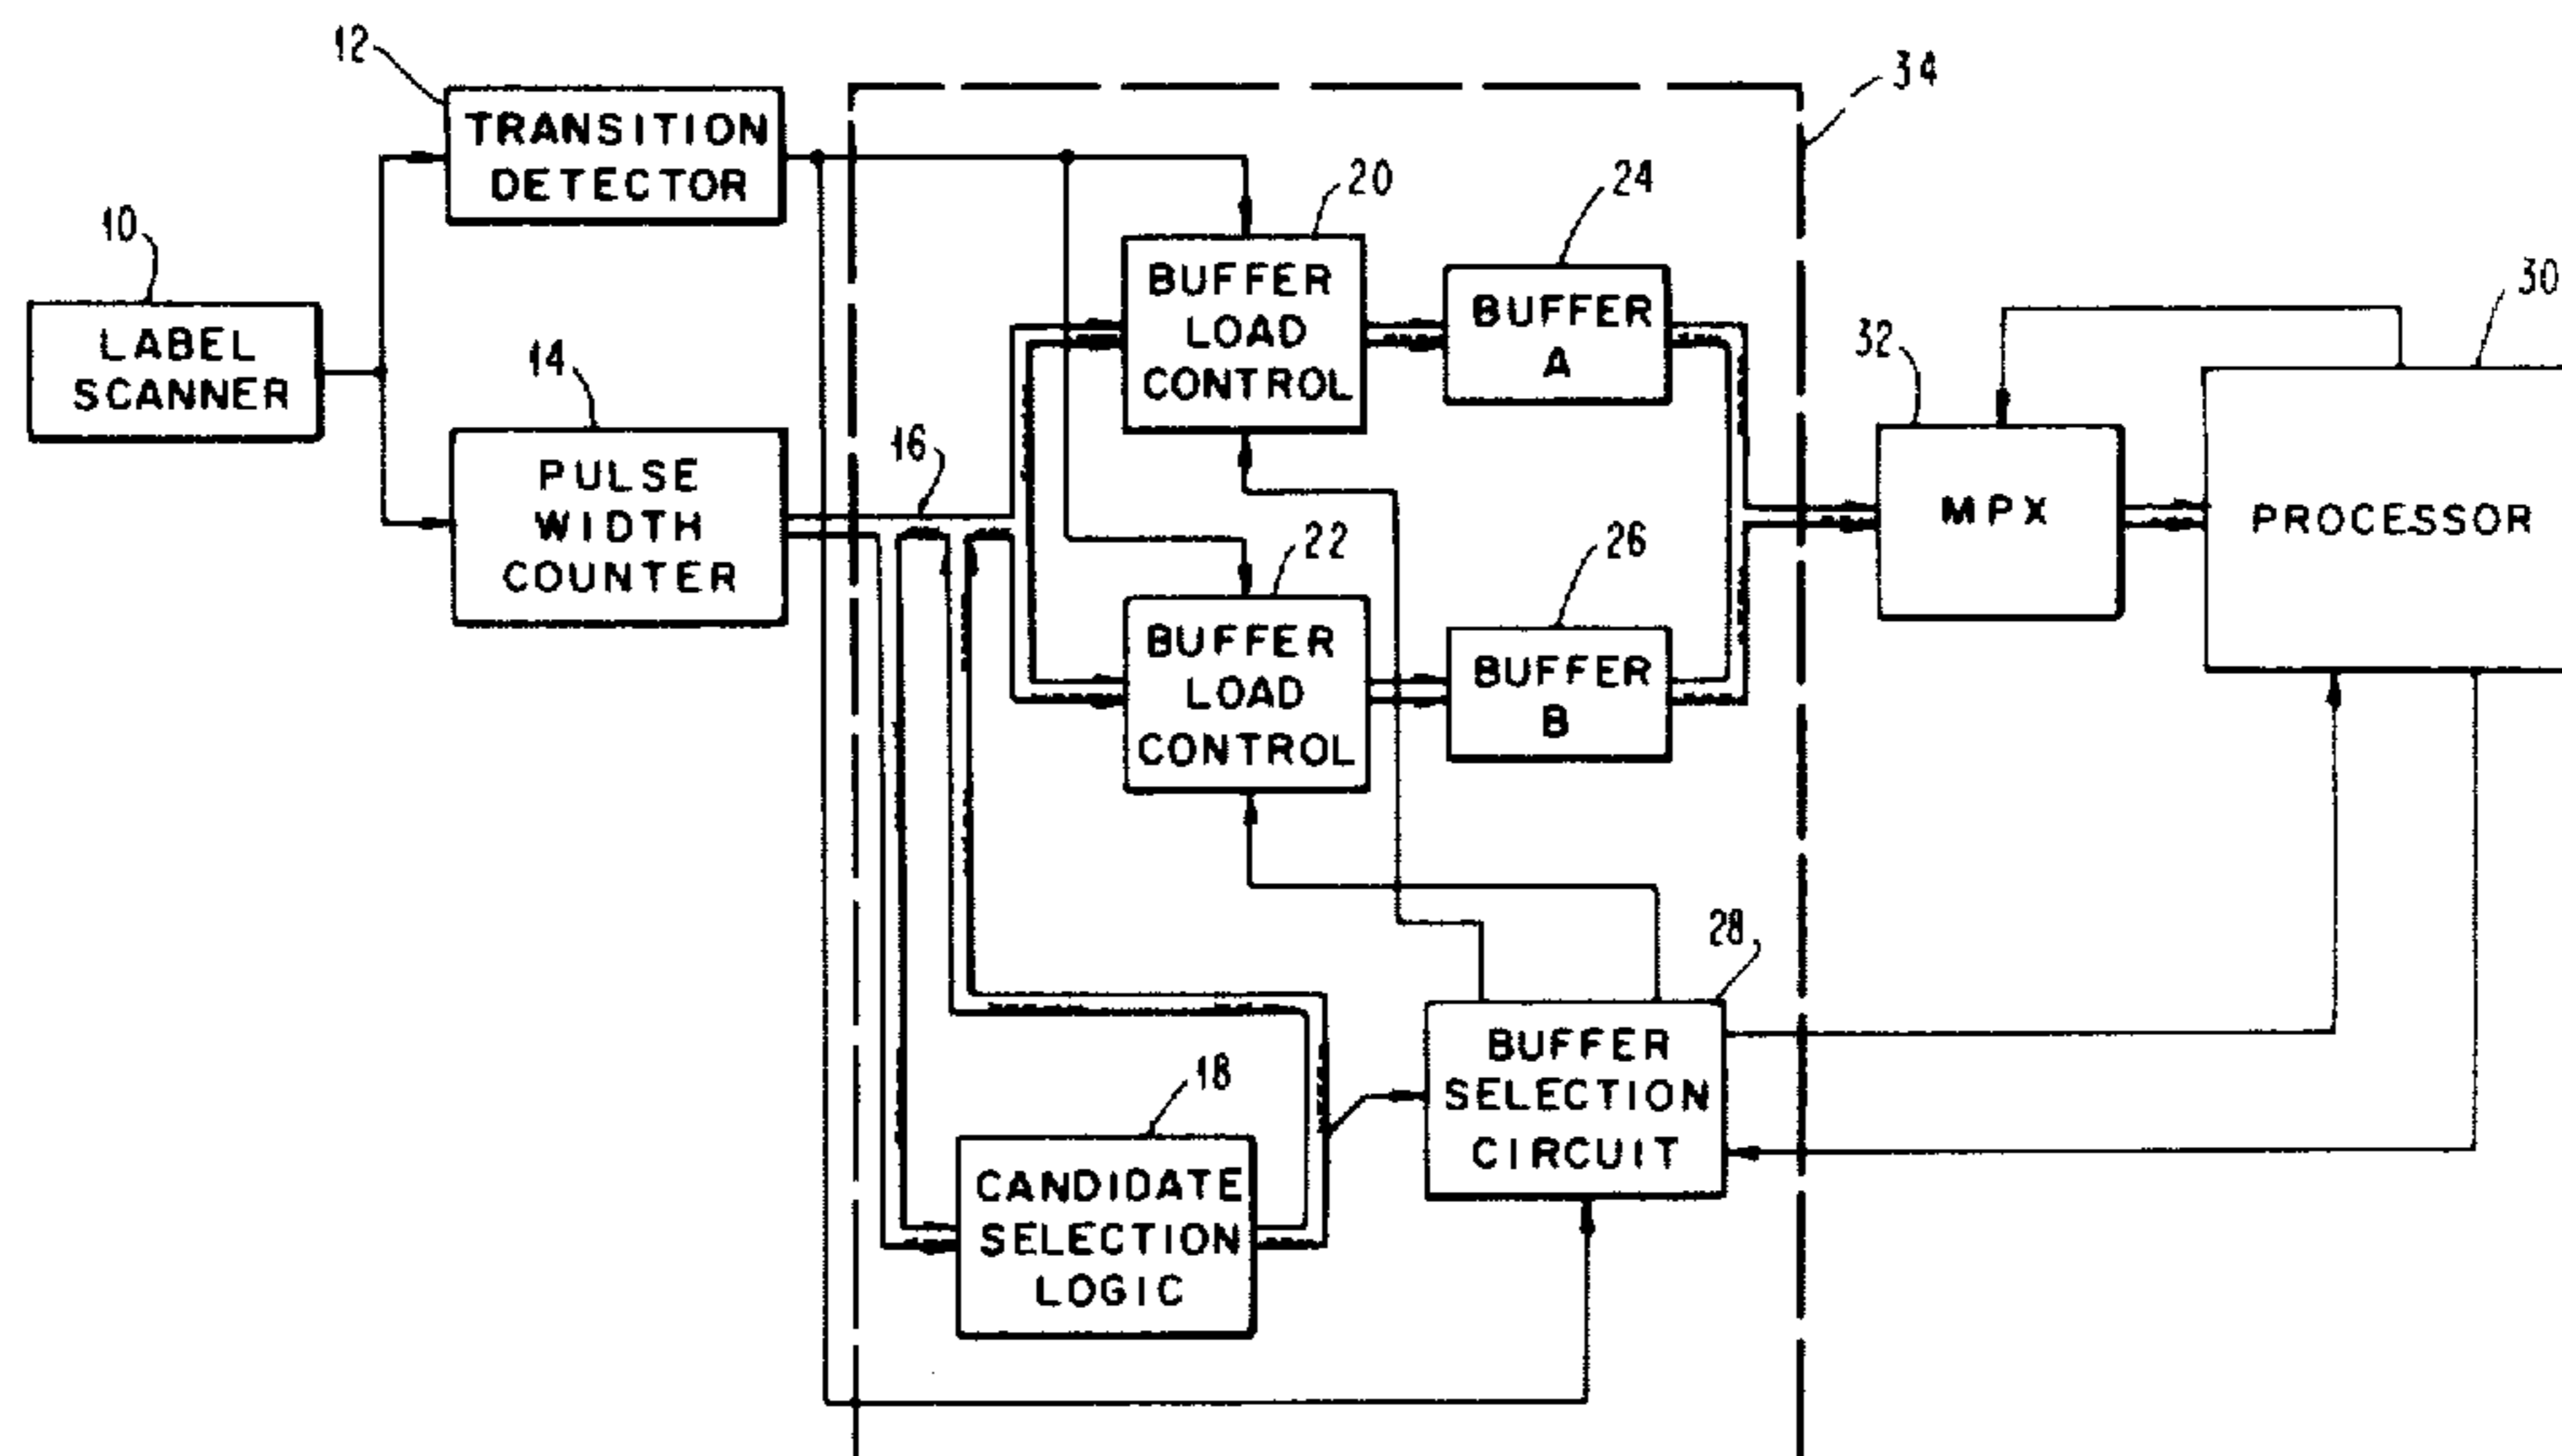 12
34
TRANSITION
DETECTOR
10
LABEL
SCANNER
14
PULSE
WIDTH
COUNTER
16
20
BUFFER
LOAD
CONTROL
24
BUFFER
A
22
BUFFER
LOAD
CONTROL
26
BUFFER
B
32
MPX
30
PROCESSOR
28
BUFFER
SELECTION
CIRCUIT
18
CANDIDATE
SELECTION
LOGIC